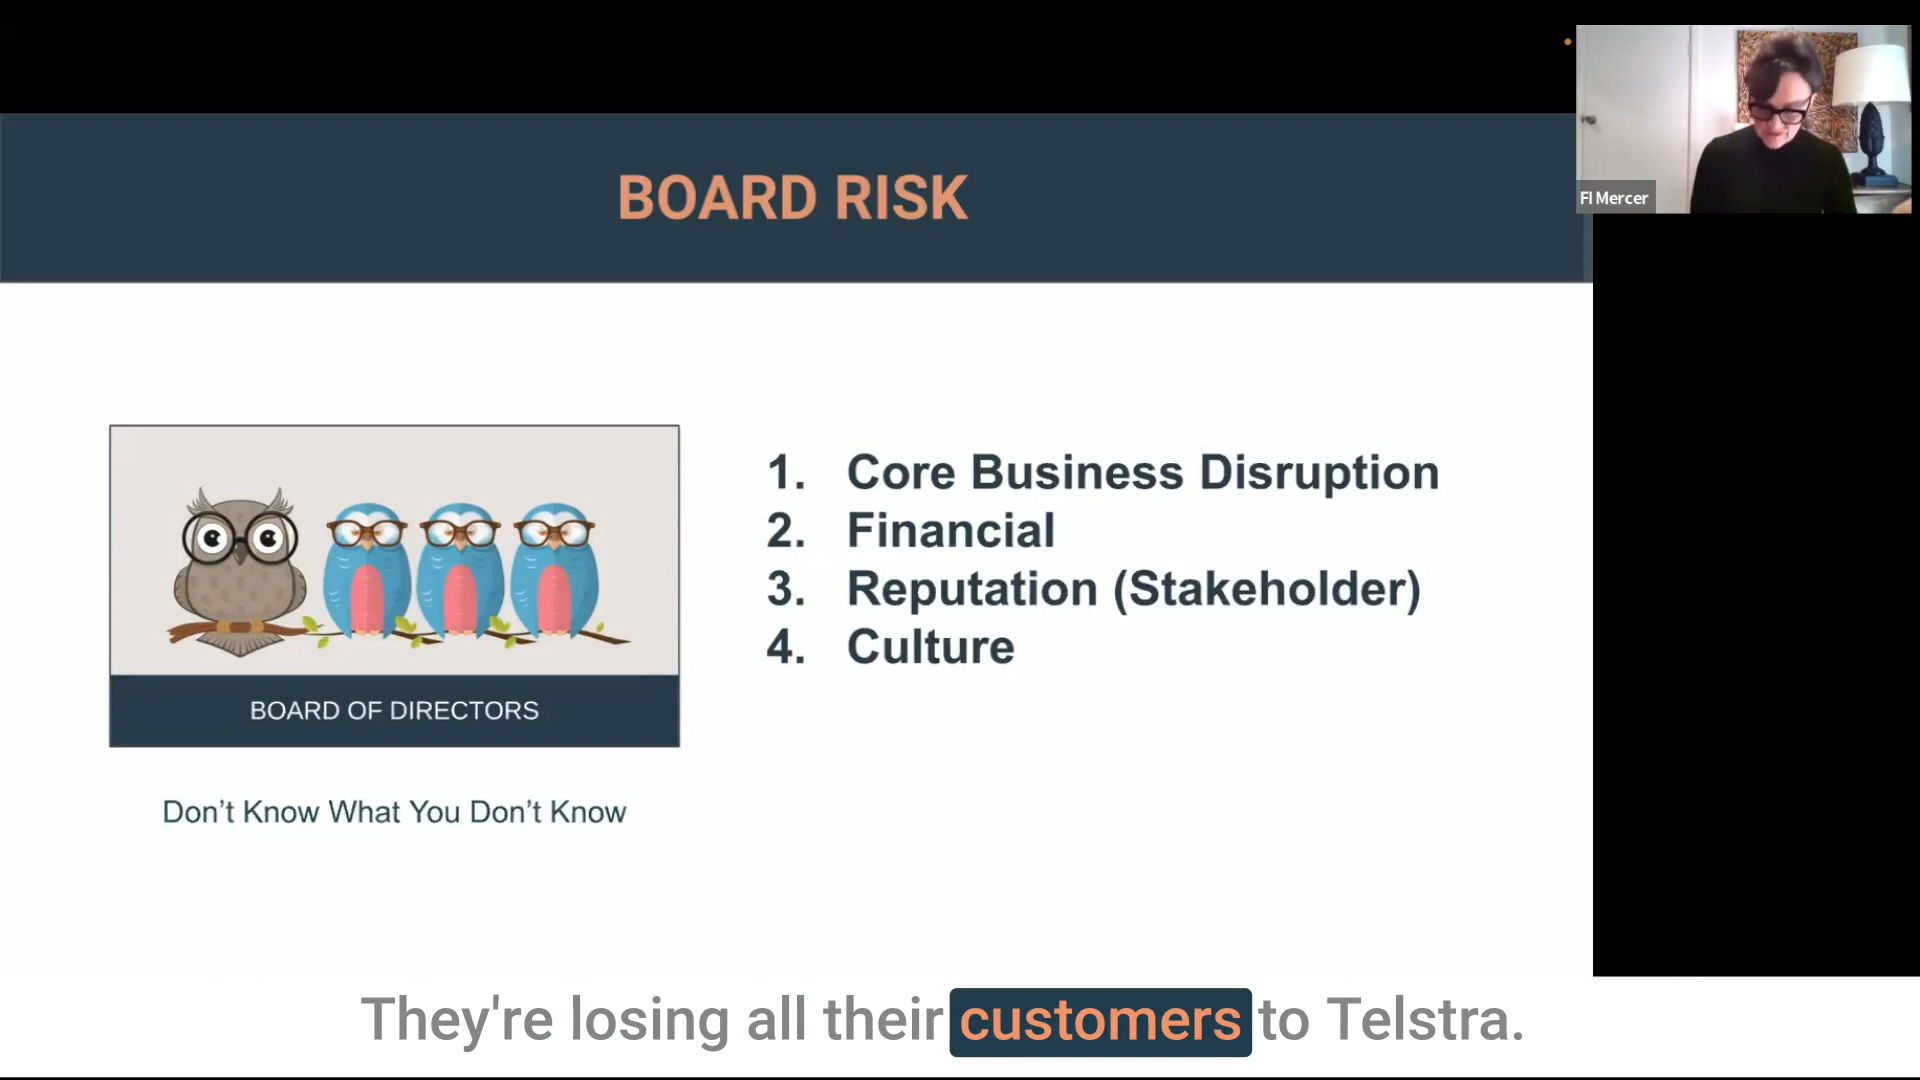 BOARD RISK
FI Mercer
1. Core Business Disruption
2. Financial
3. Reputation (Stakeholder)
4. Culture
BOARD OF DIRECTORS
Don't Know What You Don't Know
They're losing all their customers to Telstra.